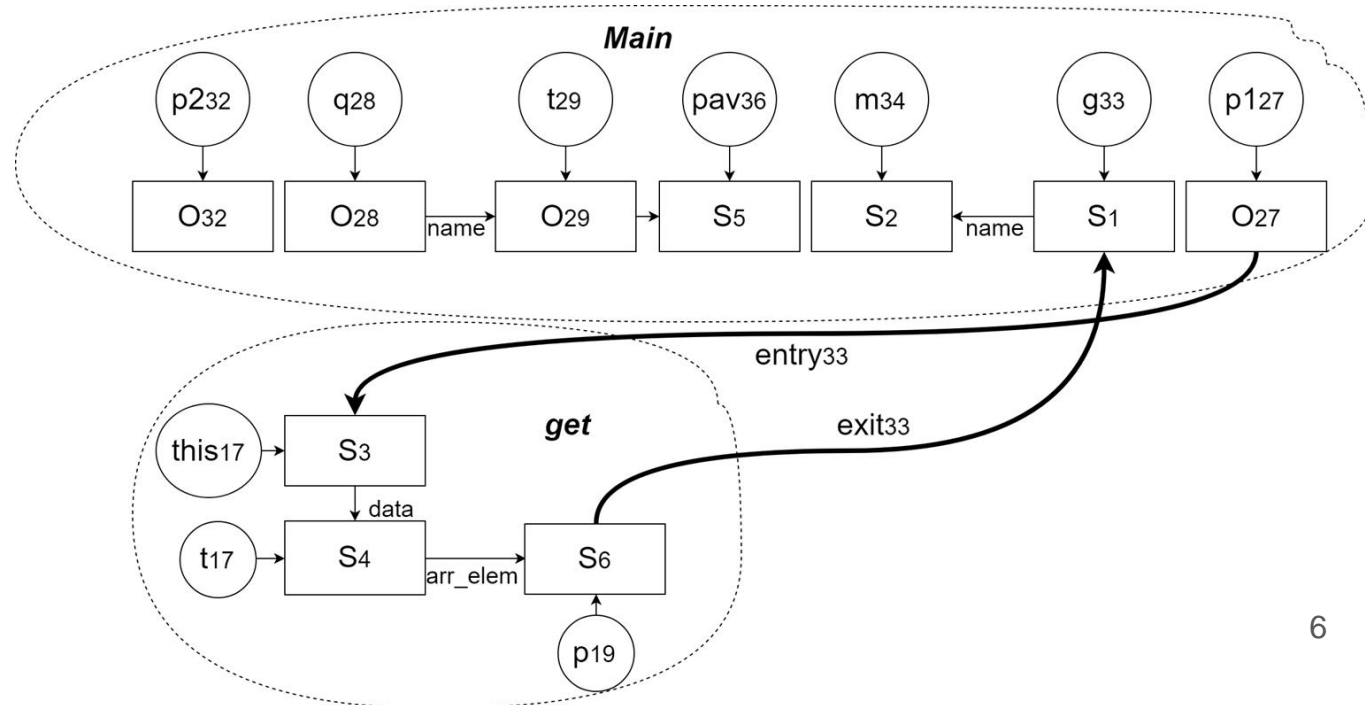 Main
p232 q28 t29 pav36 m34 g33 p127
O32 O28 O29 S5 S2 S1 O27
name name
entry33
get exit33
this17 S3
data
t17 S4 S6
arr_elem
p19
6